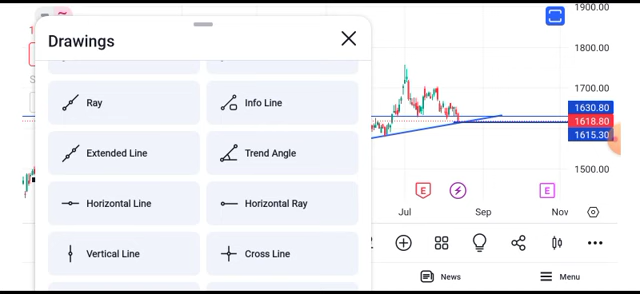 Drawings
Ray
Info Line
Extended Line
Trend Angle
Horizontal Line
Horizontal Ray
Vertical Line
Cross Line
1900.00
1800.00
1700.00
1630.80
1618.80
1615.30
1500.00
E
E
Jul
Sep
Nov
News
Menu